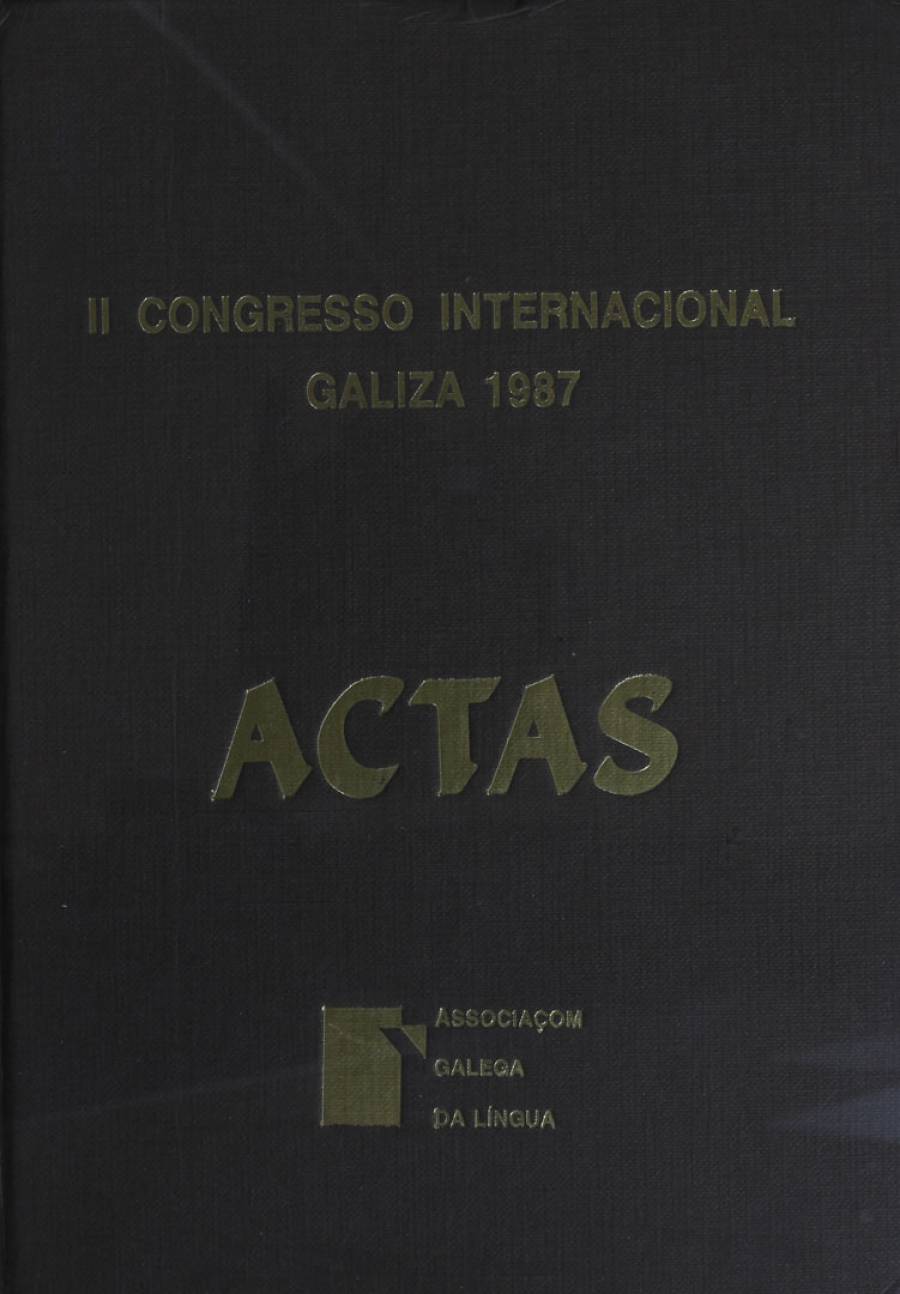 II CONGRESSO INTERNACIONAL
GALIZA 1987
ACTAS
ASSOCIAÇOM
GALEGA
DA LÍNGUA